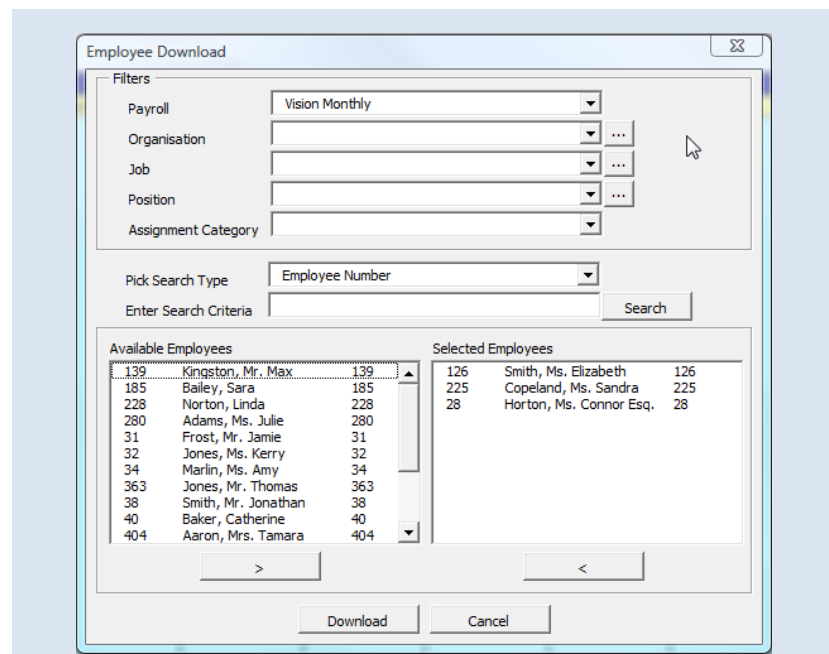 Employee Download
Filters
Payroll Vision Monthly
Organisation ...
Job ...
Position ...
Assignment Category
Pick Search Type Employee Number
Enter Search Criteria Search
Available Employees Selected Employees
139 Kingston, Mr. Max 139 126 Smith, Ms. Elizabeth 126
185 Bailey, Sara 185 225 Copeland, Ms. Sandra 225
228 Norton, Linda 228 28 Horton, Ms. Connor Esq. 28
280 Adams, Ms. Julie 280
31 Frost, Mr. Jamie 31
32 Jones, Ms. Kerry 32
34 Marlin, Ms. Amy 34
363 Jones, Mr. Thomas 363
38 Smith, Mr. Jonathan 38
40 Baker, Catherine 40
404 Aaron, Mrs. Tamara 404
> <
Download Cancel